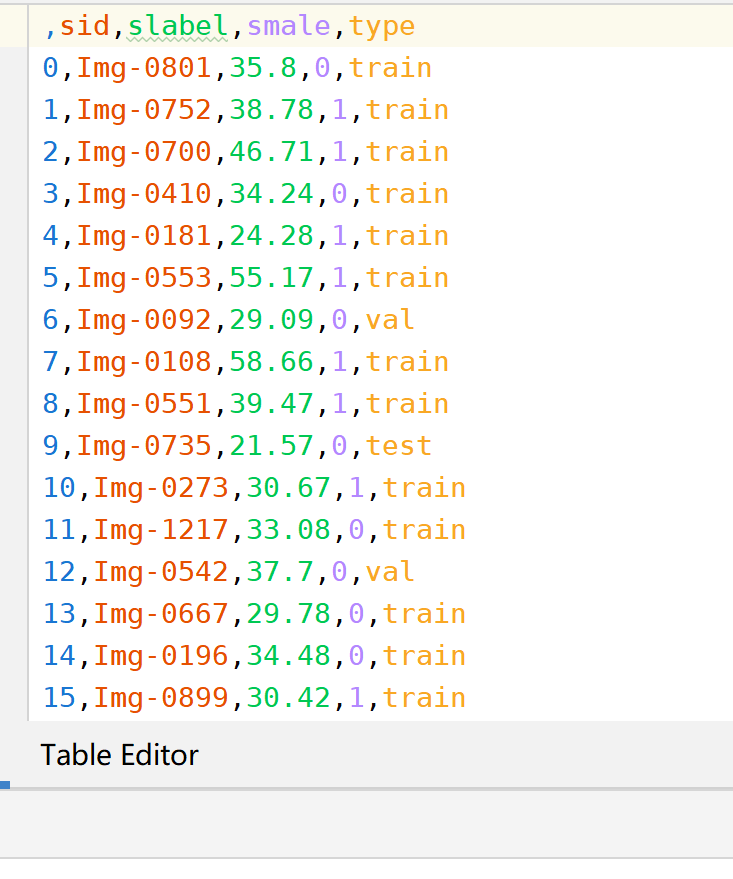 ,sid,slabel,smale,type
0,Img-0801,35.8,0,train
1,Img-0752,38.78,1,train
2,Img-0700,46.71,1,train
3,Img-0410,34.24,0,train
4,Img-0181,24.28,1,train
5,Img-0553,55.17,1,train
6,Img-0092,29.09,0,val
7,Img-0108,58.66,1,train
8,Img-0551,39.47,1,train
9,Img-0735,21.57,0,test
10,Img-0273,30.67,1,train
11,Img-1217,33.08,0,train
12,Img-0542,37.7,0,val
13,Img-0667,29.78,0,train
14,Img-0196,34.48,0,train
15,Img-0899,30.42,1,train
Table Editor